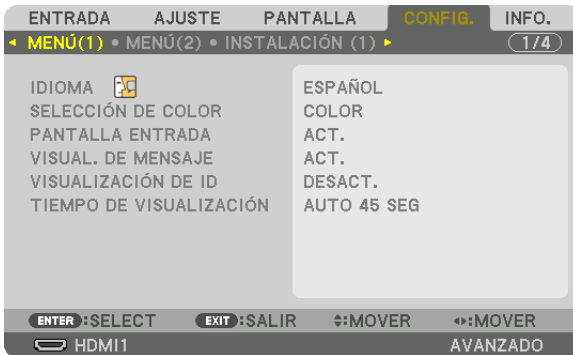 ENTRADA AJUSTE PANTALLA CONFIG. INFO.
MENÚ(1) • MENÚ(2) • INSTALACIÓN (1) 1/4
IDIOMA ESPAÑOL
SELECCIÓN DE COLOR COLOR
PANTALLA ENTRADA ACT.
VISUAL. DE MENSAJE ACT.
VISUALIZACIÓN DE ID DESACT.
TIEMPO DE VISUALIZACIÓN AUTO 45 SEG
ENTER :SELECT EXIT :SALIR :MOVER :MOVER
HDMI1 AVANZADO